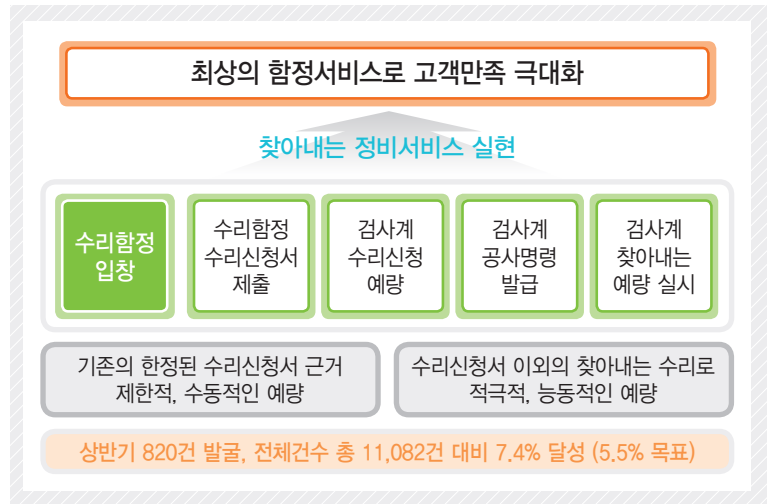 최상의 함정서비스로 고객만족 극대화
찾아내는 정비서비스 실현
수리함정
입창
수리함정
수리신청서
제출
검사계
수리신청
예량
검사계
공사명령
발급
검사계
찾아내는
예량 실시
기존의 한정된 수리신청서 근거
제한적, 수동적인 예량
수리신청서 이외의 찾아내는 수리로
적극적, 능동적인 예량
상반기 820건 발굴, 전체건수 총 11,082건 대비 7.4% 달성 (5.5% 목표)